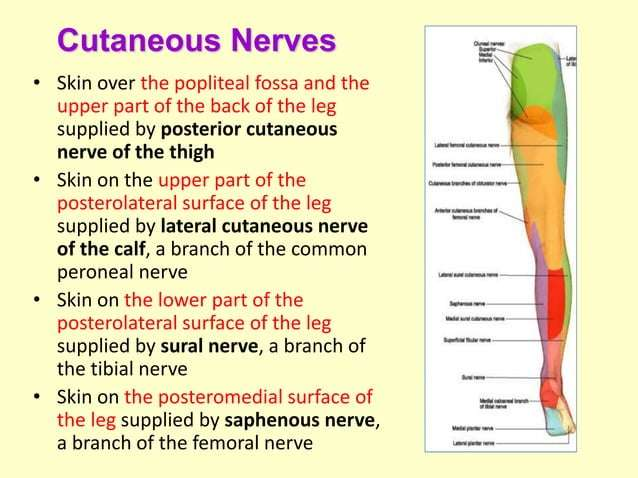 Cutaneous Nerves
• Skin over the popliteal fossa and the
upper part of the back of the leg
supplied by posterior cutaneous
nerve of the thigh
• Skin on the upper part of the
posterolateral surface of the leg
supplied by lateral cutaneous nerve
of the calf, a branch of the common
peroneal nerve
• Skin on the lower part of the
posterolateral surface of the leg
supplied by sural nerve, a branch of
the tibial nerve
• Skin on the posteromedial surface of
the leg supplied by saphenous nerve,
a branch of the femoral nerve
Cluneal nerves
Superior
Medial
Inferior
Lateral
of
Lateral femoral cutaneous nerve
Posterior femoral cutaneous nerve
Cutaneous branches of obturator nerve
Anterior cutaneous branches of
femoral nerve
Lateral sural cutaneous nerve
Saphenous nerve
Medial sural cutaneous nerve
Superficial fibular nerve
Sural nerve
Medial calcaneal branch
of tibial nerve
Medial plantar nerve
Lateral plantar nerve